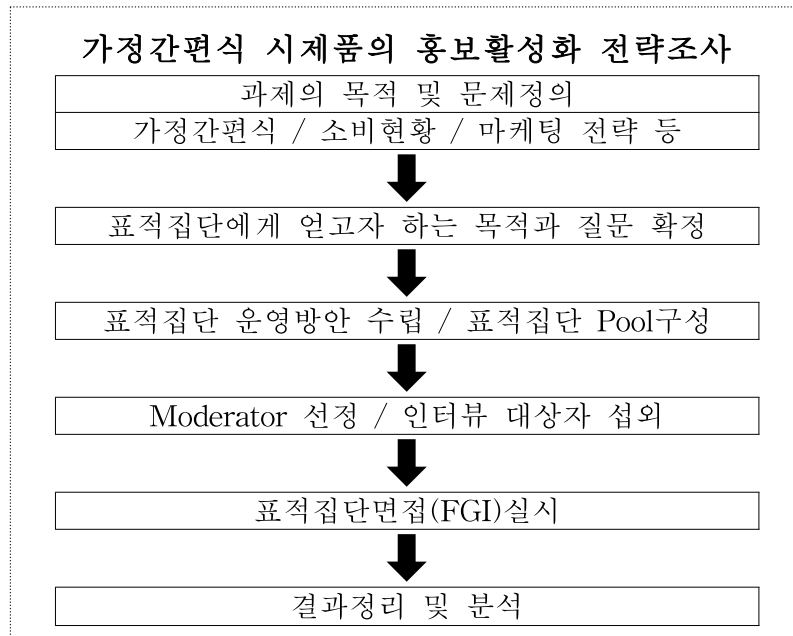 가정간편식 시제품의 홍보활성화 전략조사
과제의 목적 및 문제정의
가정간편식 / 소비현황 / 마케팅 전략 등
표적집단에게 얻고자 하는 목적과 질문 확정
표적집단 운영방안 수립 / 표적집단 Pool구성
Moderator 선정 / 인터뷰 대상자 섭외
표적집단면접(FGI)실시
결과정리 및 분석